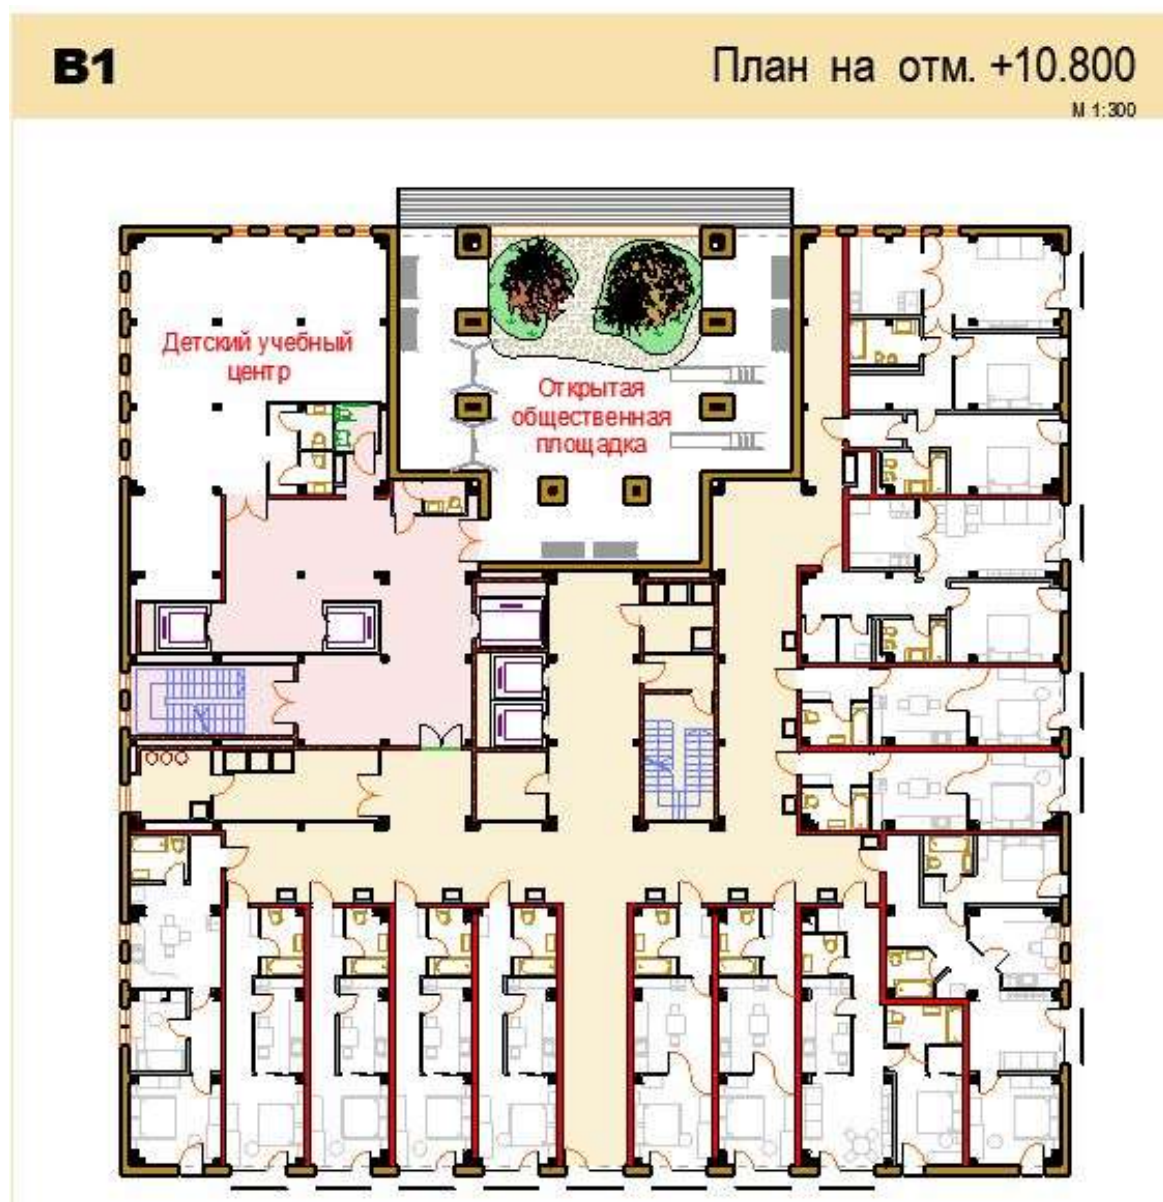 B1
План на отм. +10.800
М 1:300
Детский учебный
центр
Открытая
общественная
площадка